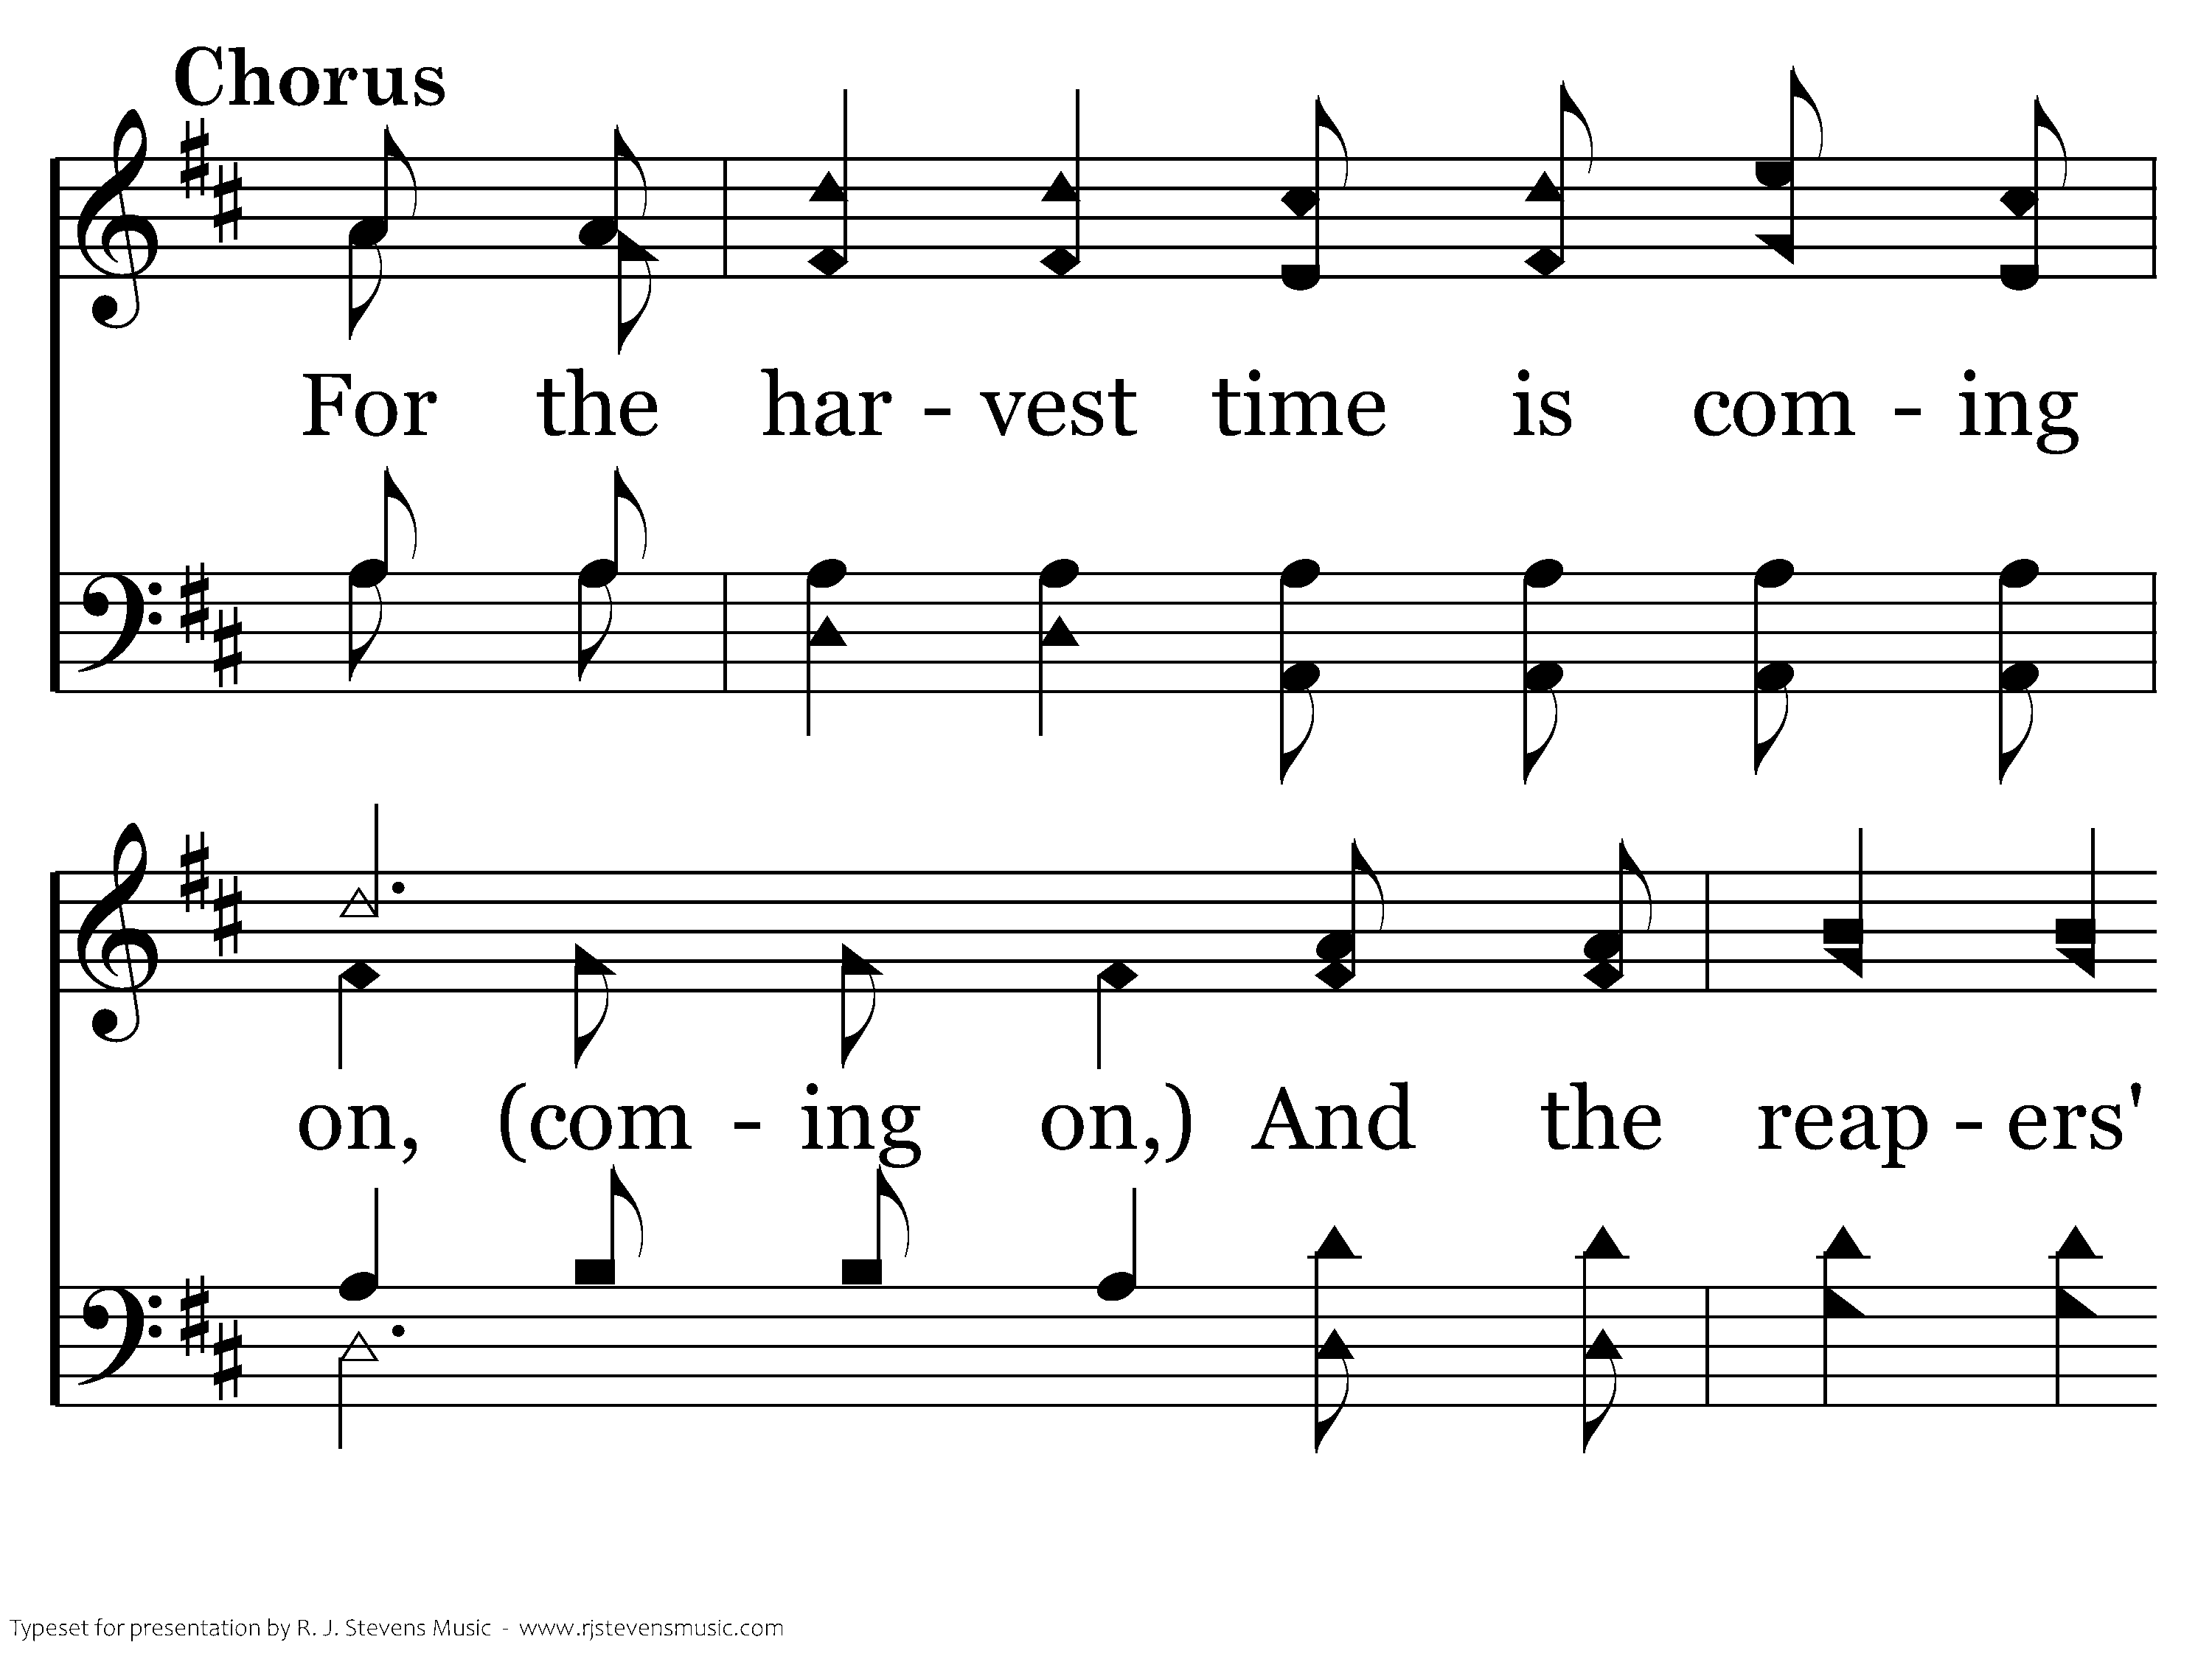 Chorus
For the har - vest time is com - ing
on, (com - ing on,) And the reap - ers'
Typeset for presentation by R. J. Stevens Music - www.rjstevensmusic.com